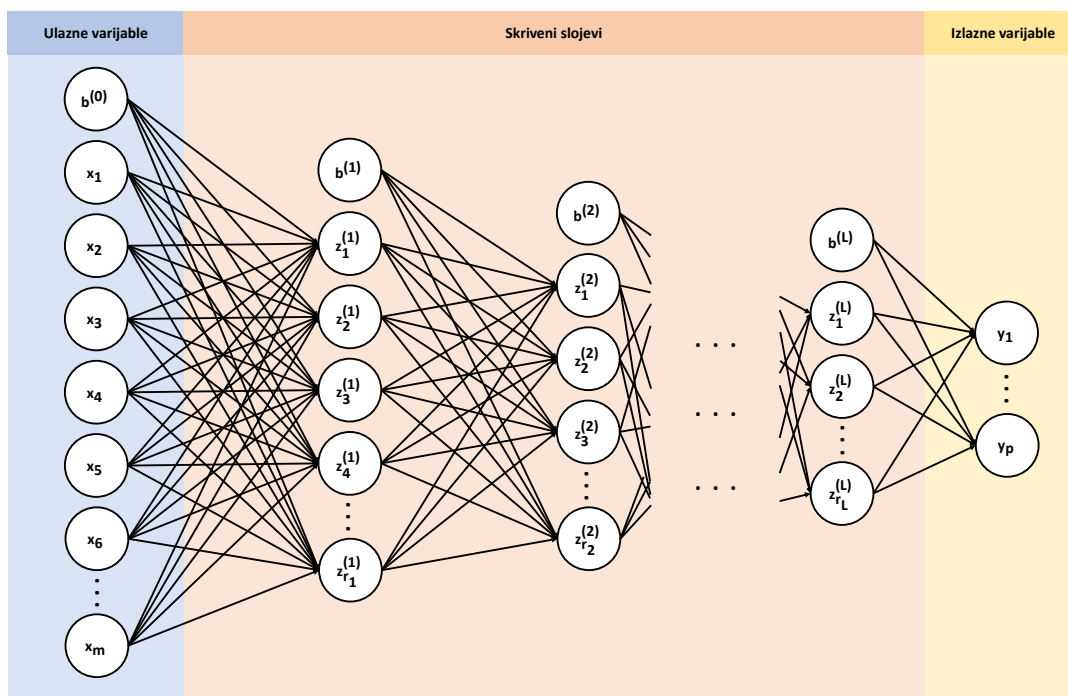 Ulazne varijable
Skriveni slojevi
Izlazne varijable
b(0)
x1
x2
x3
x4
x5
x6
xm
b(1)
z1(1)
z2(1)
z3(1)
z4(1)
zr1(1)
b(2)
z1(2)
z2(2)
z3(2)
zr2(2)
. . .
. . .
. . .
b(L)
z1(L)
z2(L)
zrL(L)
y1
yp